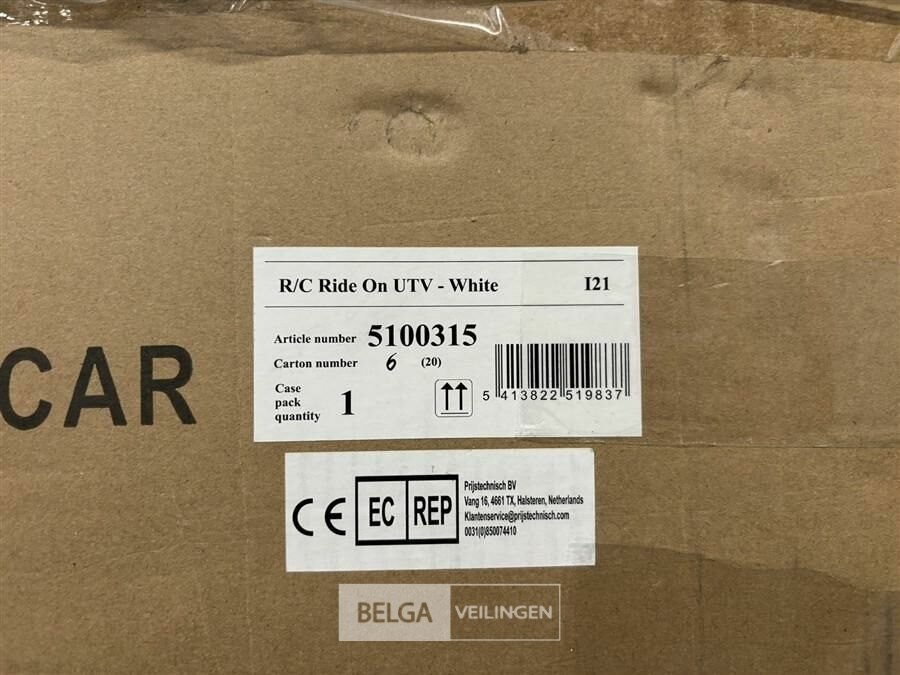 R/C Ride On UTV - White I21
Article number 5100315
Carton number 6 (20)
Case pack quantity 1
5 413822 519837
CAR
CE EC REP
Prijstechnisch BV
Vang 16, 4661 TX, Halsteren, Netherlands
Klantenservice@prijstechnisch.com
0031(0)850074410
BELGA VEILINGEN